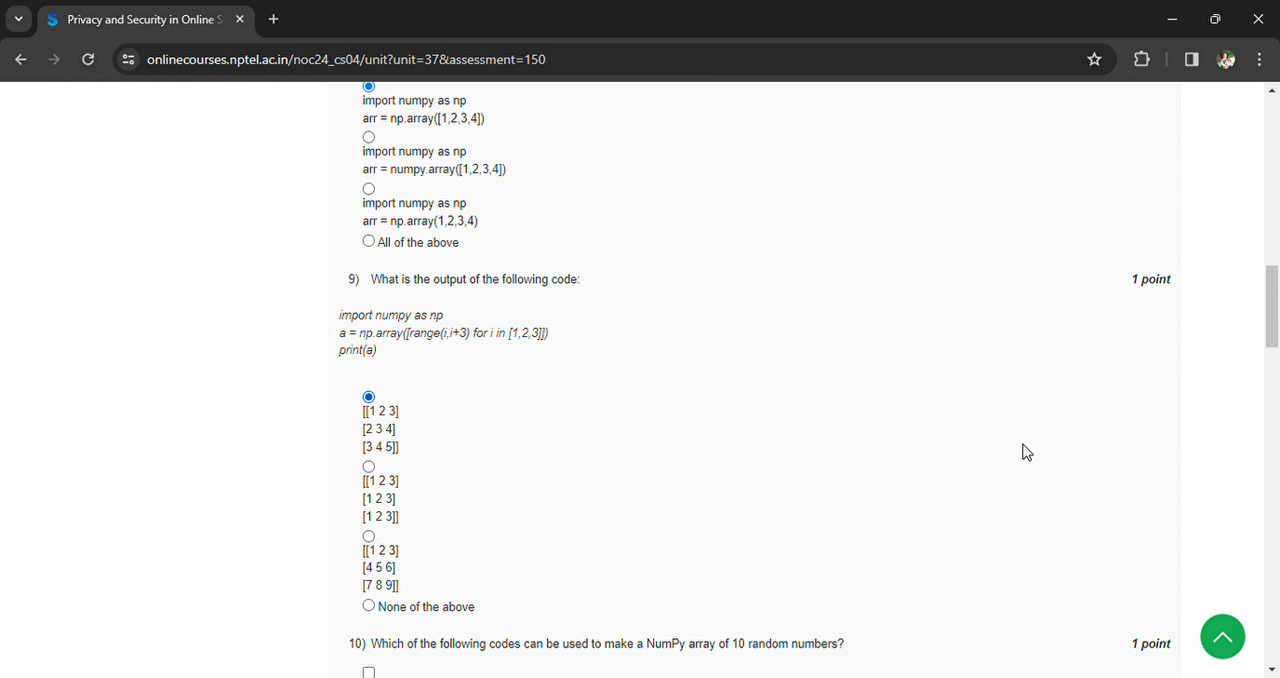 Privacy and Security in Online S
onlinecourses.nptel.ac.in/noc24_cs04/unit?unit=37&assessment=150
import numpy as np
arr = np.array([1,2,3,4])
import numpy as np
arr = numpy.array([1,2,3,4])
import numpy as np
arr = np.array(1,2,3,4)
All of the above
9) What is the output of the following code:
1 point
import numpy as np
a = np.array([range(i,i+3) for i in [1,2,3]])
print(a)
[[1 2 3]
[2 3 4]
[3 4 5]]
[[1 2 3]
[1 2 3]
[1 2 3]]
[[1 2 3]
[4 5 6]
[7 8 9]]
None of the above
10) Which of the following codes can be used to make a NumPy array of 10 random numbers?
1 point